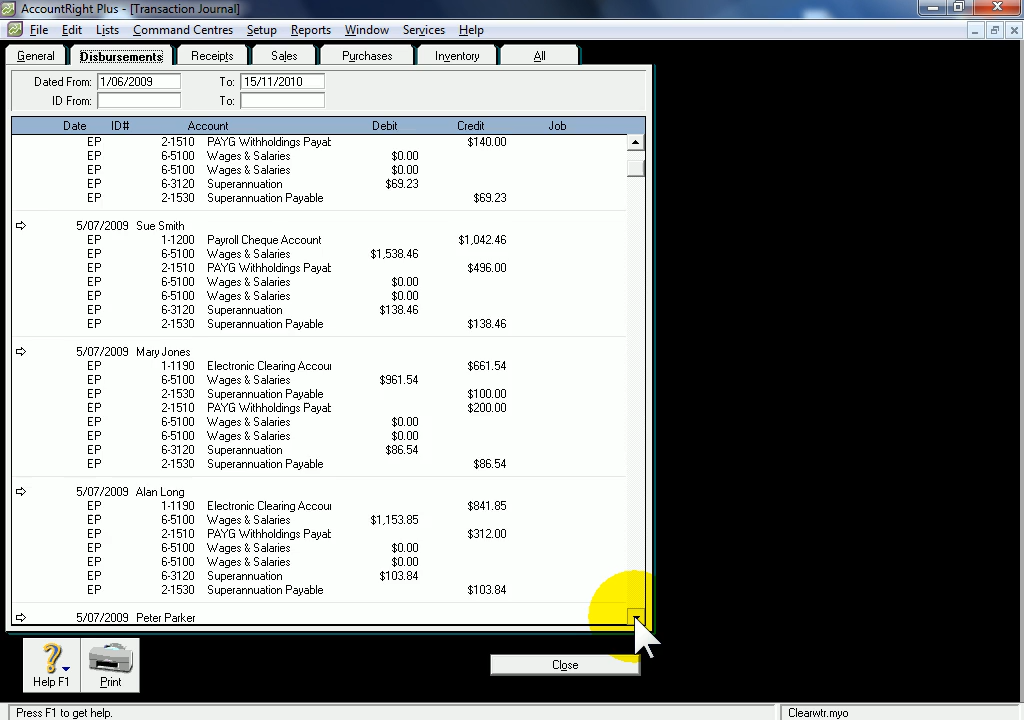 AccountRight Plus - [Transaction Journal]
File Edit Lists Command Centres Setup Reports Window Services Help
General Disbursements Receipts Sales Purchases Inventory All
Dated From: 1/06/2009 To: 15/11/2010
ID From: To:
Date ID# Account Debit Credit Job
EP 2-1510 PAYG Withholdings Payat $140.00
EP 6-5100 Wages & Salaries $0.00
EP 6-5100 Wages & Salaries $0.00
EP 6-3120 Superannuation $69.23
EP 2-1530 Superannuation Payable $69.23
5/07/2009 Sue Smith
EP 1-1200 Payroll Cheque Account $1,042.46
EP 6-5100 Wages & Salaries $1,538.46
EP 2-1510 PAYG Withholdings Payat $496.00
EP 6-5100 Wages & Salaries $0.00
EP 6-5100 Wages & Salaries $0.00
EP 6-3120 Superannuation $138.46
EP 2-1530 Superannuation Payable $138.46
5/07/2009 Mary Jones
EP 1-1190 Electronic Clearing Accou $661.54
EP 6-5100 Wages & Salaries $961.54
EP 2-1530 Superannuation Payable $100.00
EP 2-1510 PAYG Withholdings Payat $200.00
EP 6-5100 Wages & Salaries $0.00
EP 6-5100 Wages & Salaries $0.00
EP 6-3120 Superannuation $86.54
EP 2-1530 Superannuation Payable $86.54
5/07/2009 Alan Long
EP 1-1190 Electronic Clearing Accou $841.85
EP 6-5100 Wages & Salaries $1,153.85
EP 2-1510 PAYG Withholdings Payat $312.00
EP 6-5100 Wages & Salaries $0.00
EP 6-5100 Wages & Salaries $0.00
EP 6-3120 Superannuation $103.84
EP 2-1530 Superannuation Payable $103.84
5/07/2009 Peter Parker
Help F1 Print Close
Press F1 to get help. Clearwtr.myo